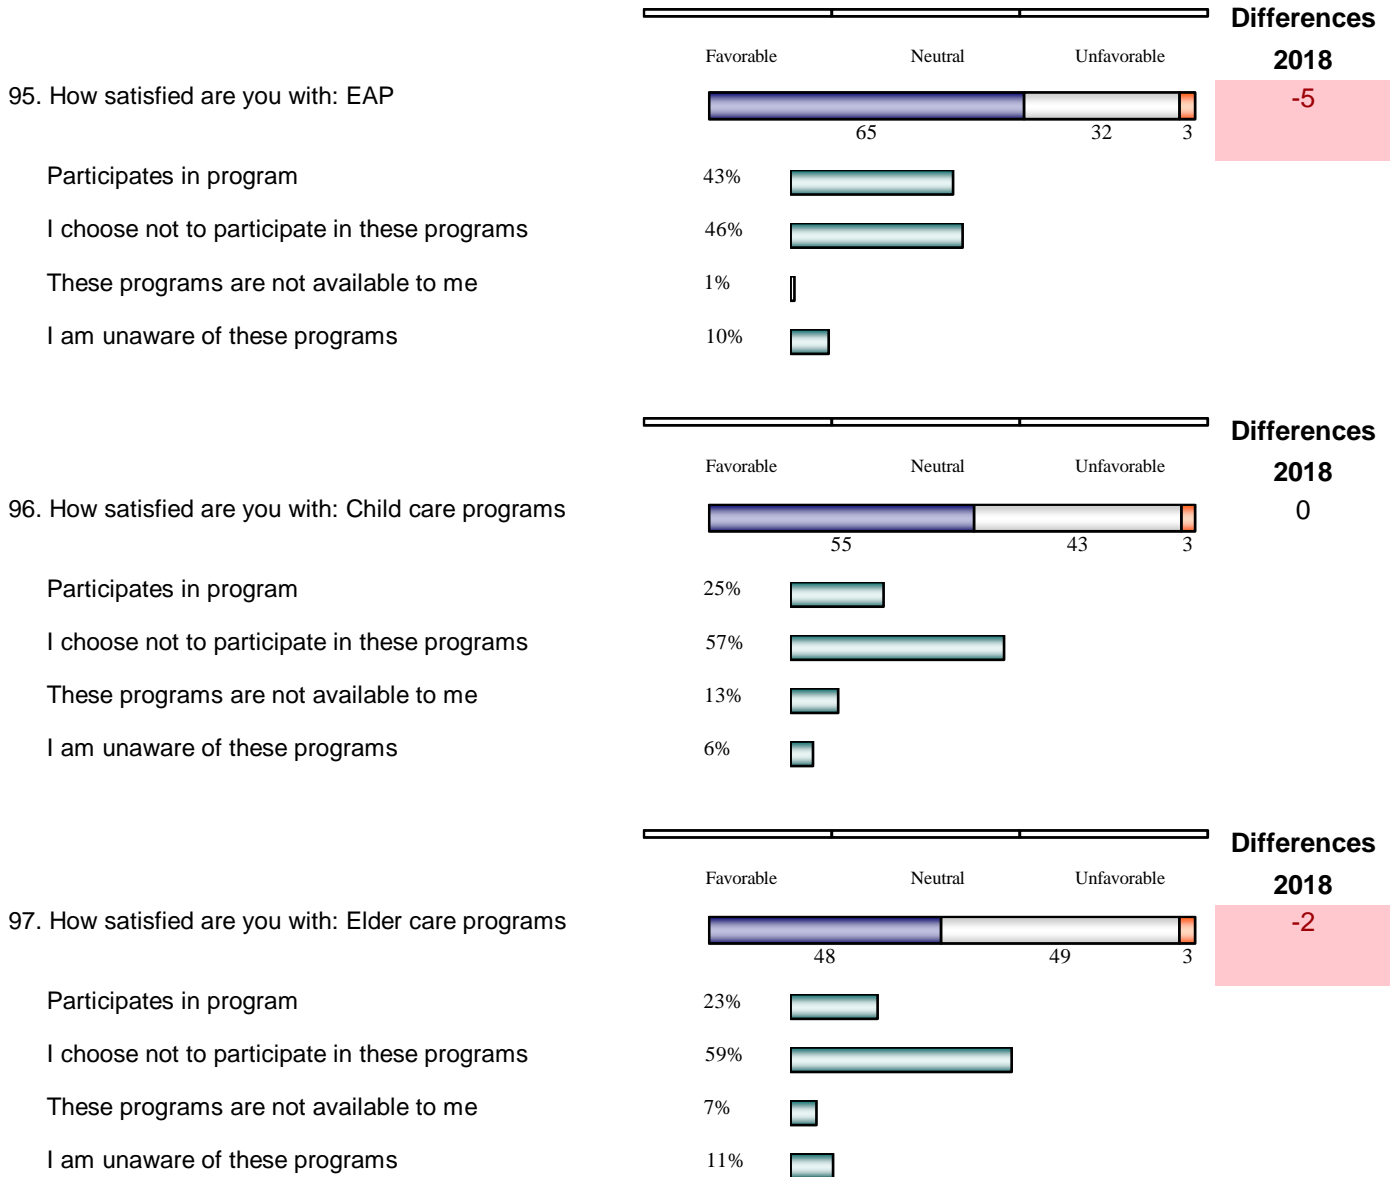 Differences
Favorable Neutral Unfavorable 2018
95. How satisfied are you with: EAP -5
65 32 3
Participates in program 43%
I choose not to participate in these programs 46%
These programs are not available to me 1%
I am unaware of these programs 10%
Differences
Favorable Neutral Unfavorable 2018
96. How satisfied are you with: Child care programs 0
55 43 3
Participates in program 25%
I choose not to participate in these programs 57%
These programs are not available to me 13%
I am unaware of these programs 6%
Differences
Favorable Neutral Unfavorable 2018
97. How satisfied are you with: Elder care programs -2
48 49 3
Participates in program 23%
I choose not to participate in these programs 59%
These programs are not available to me 7%
I am unaware of these programs 11%